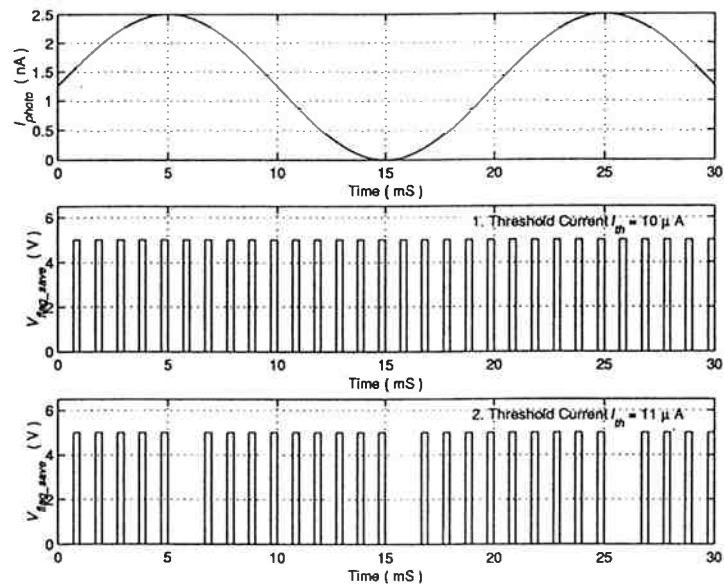 2.5
2
1.5
1
0.5
0
I_photo ( nA )
0 5 10 15 20 25 30
Time ( mS )
1. Threshold Current I_th = 10 μ A
6
4
2
0
V_flag_save ( V )
0 5 10 15 20 25 30
Time ( mS )
2. Threshold Current I_th = 11 μ A
6
4
2
0
V_flag_save ( V )
0 5 10 15 20 25 30
Time ( mS )